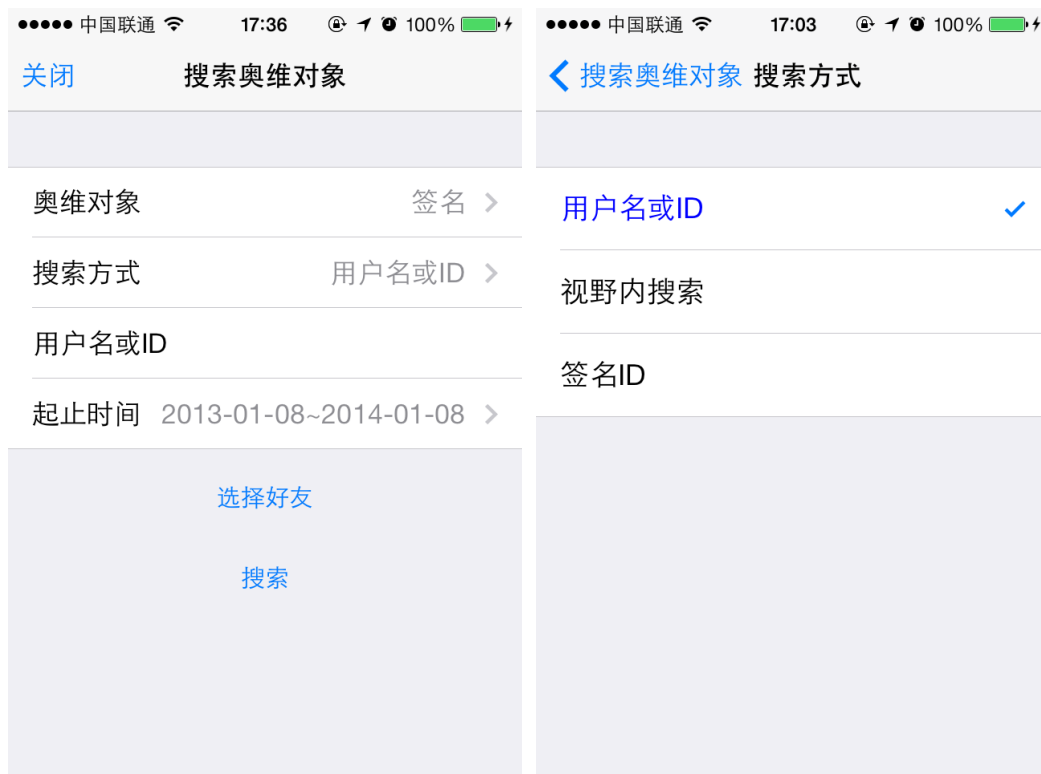 中国联通 17:36 100%
关闭 搜索奥维对象
奥维对象 签名
搜索方式 用户名或ID
用户名或ID
起止时间 2013-01-08~2014-01-08
选择好友
搜索
中国联通 17:03 100%
搜索奥维对象 搜索方式
用户名或ID
视野内搜索
签名ID